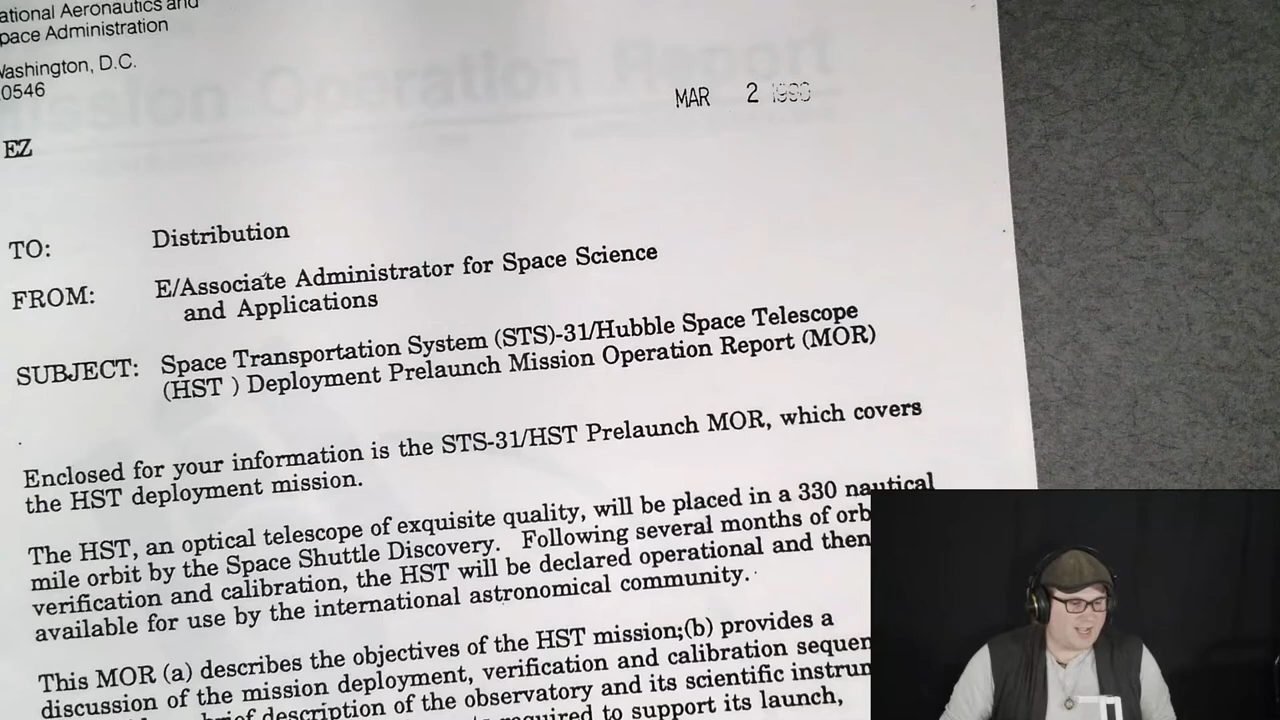 ational Aeronautics and
pace Administration
Washington, D.C.
0546
MAR 2 1990
EZ
TO: Distribution
FROM: E/Associate Administrator for Space Science
and Applications
SUBJECT: Space Transportation System (STS)-31/Hubble Space Telescope
(HST ) Deployment Prelaunch Mission Operation Report (MOR)
Enclosed for your information is the STS-31/HST Prelaunch MOR, which covers
the HST deployment mission.
The HST, an optical telescope of exquisite quality, will be placed in a 330 nautical
mile orbit by the Space Shuttle Discovery. Following several months of orb
verification and calibration, the HST will be declared operational and then
available for use by the international astronomical community.
This MOR (a) describes the objectives of the HST mission;(b) provides a
discussion of the mission deployment, verification and calibration sequen
brief description of the observatory and its scientific instrum
required to support its launch,
Mission Operation Report